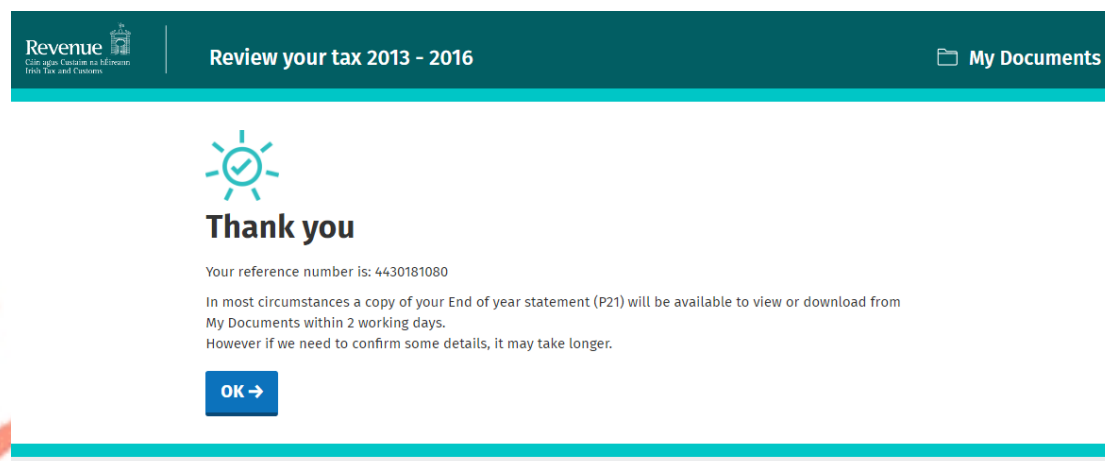 Revenue
Cáin agus Custaim na hÉireann
Irish Tax and Customs
Review your tax 2013 - 2016
My Documents
Thank you
Your reference number is: 4430181080
In most circumstances a copy of your End of year statement (P21) will be available to view or download from
My Documents within 2 working days.
However if we need to confirm some details, it may take longer.
OK →